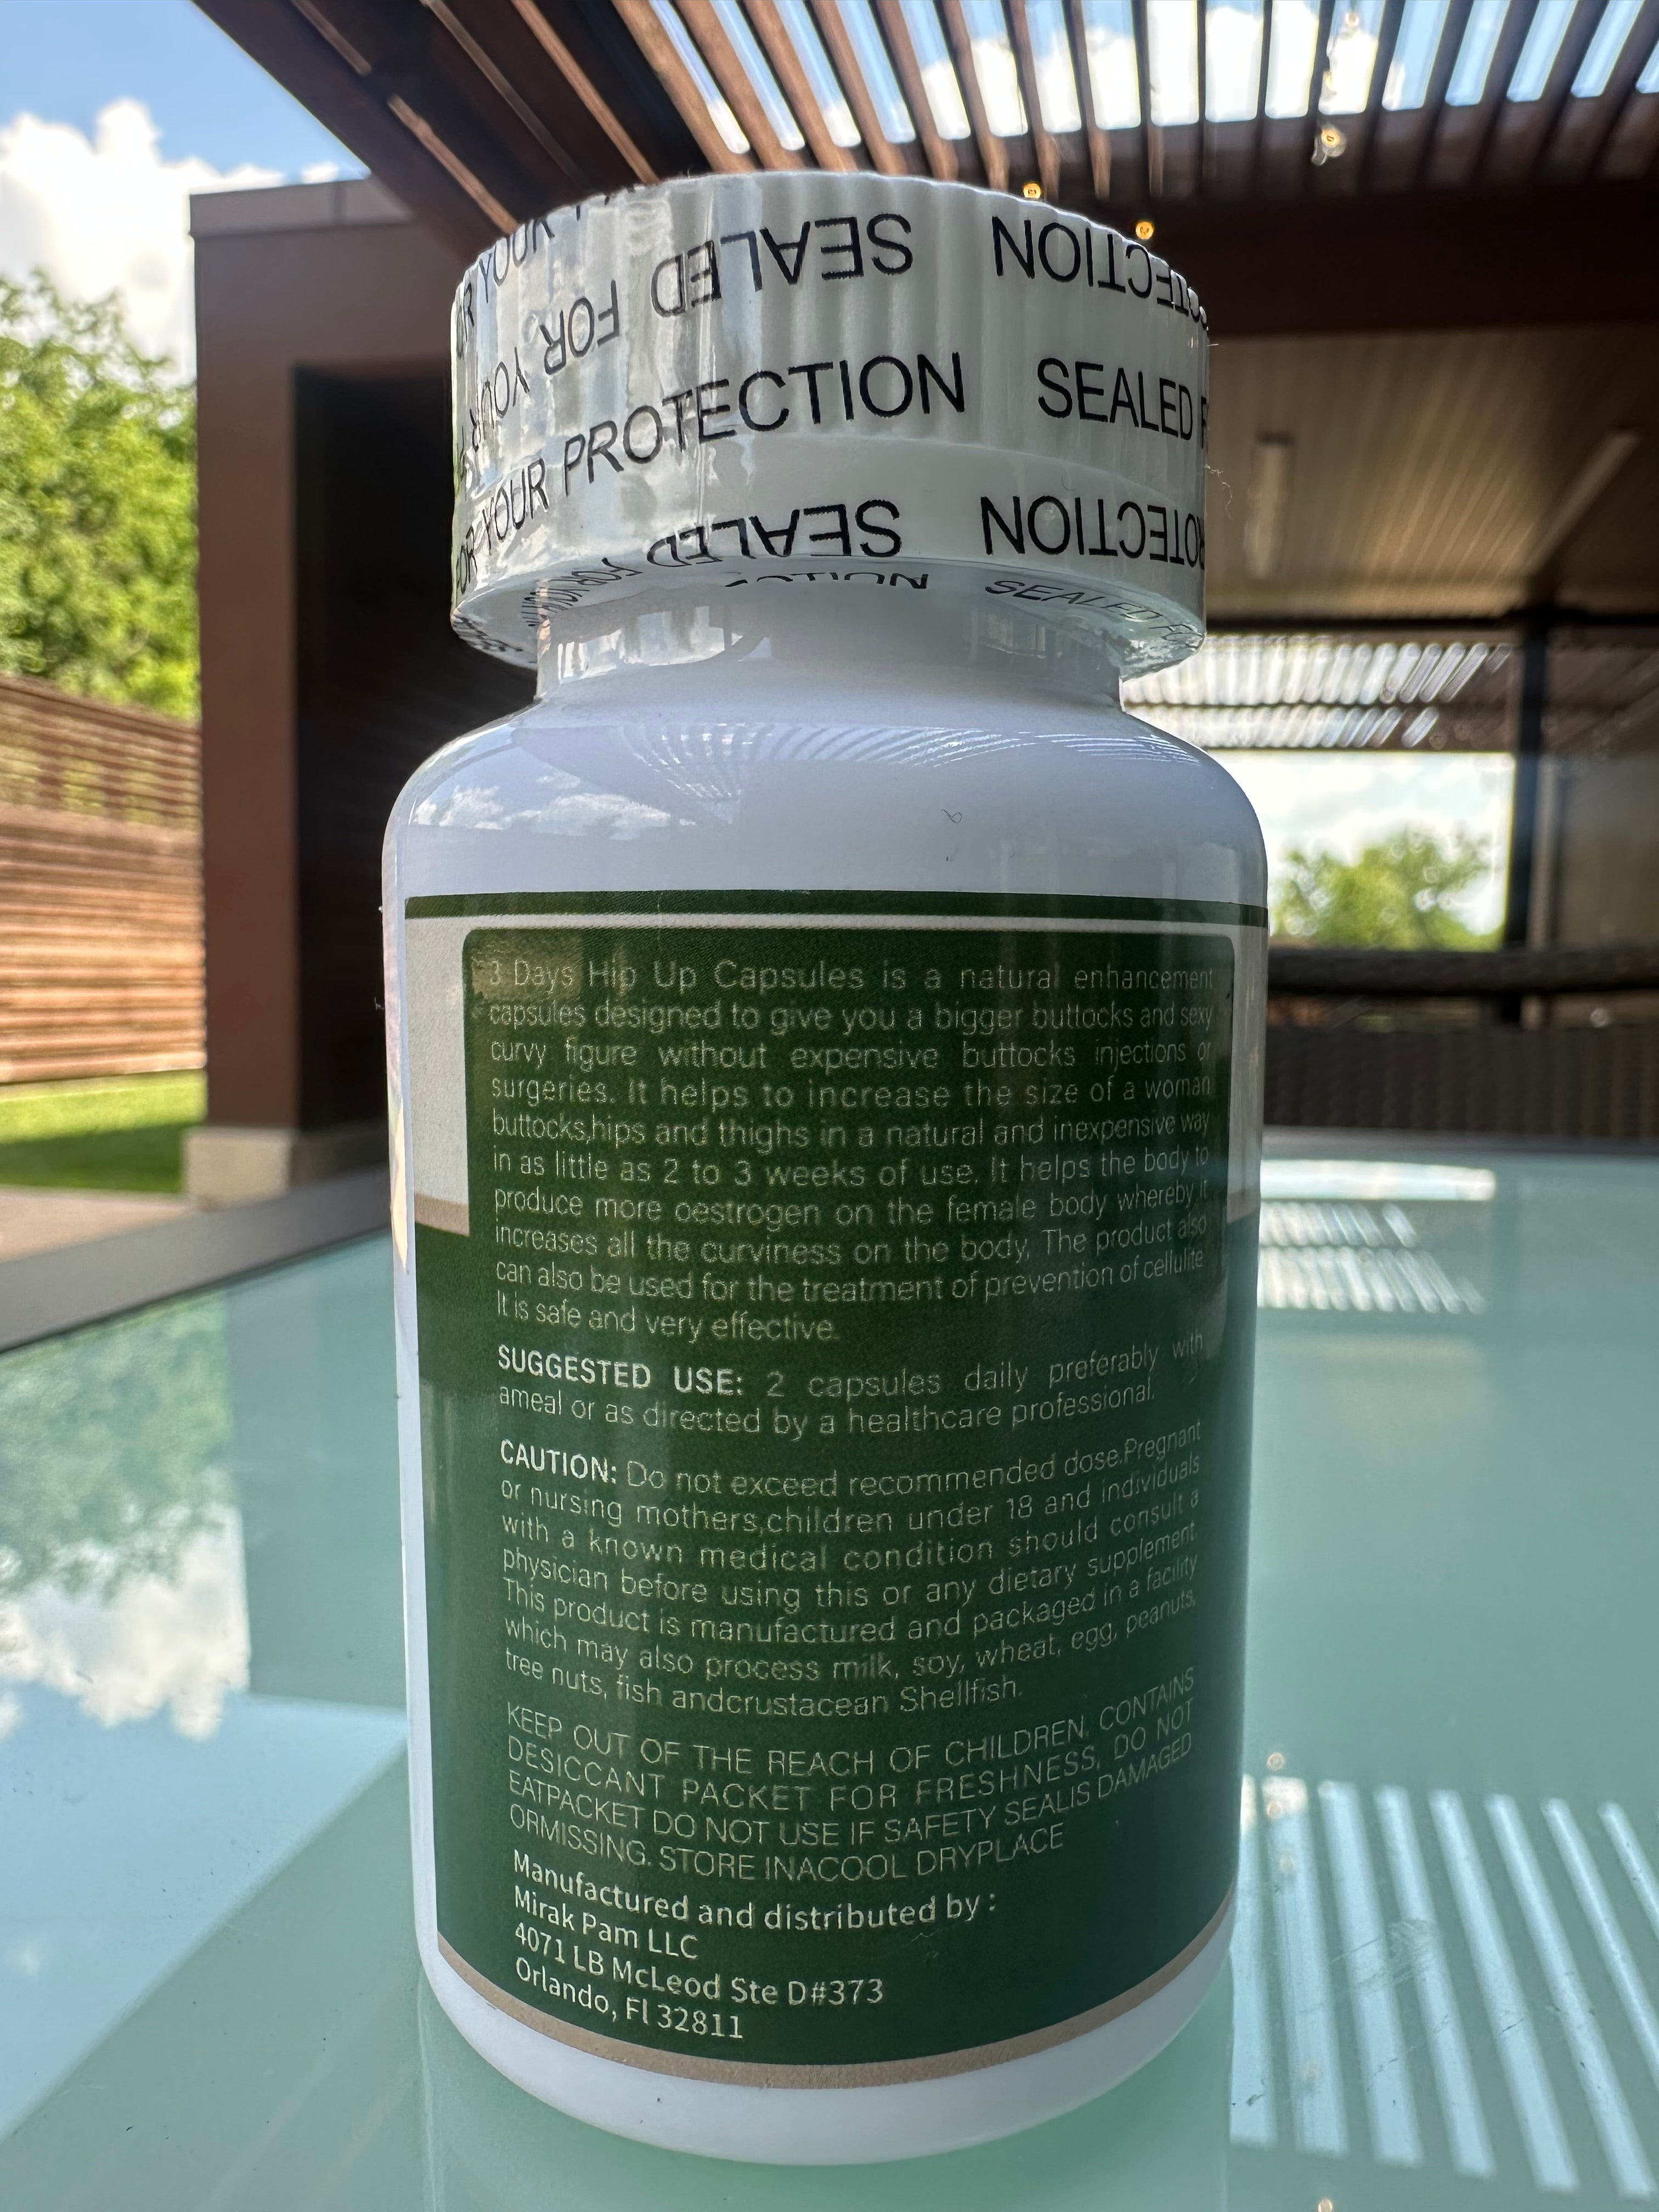 YOUR
SEALED FOR YOUR
PROTECTION
FOR YOUR PROTECTION SEALED
SEALED FOR
PROTECTION
SEALED FOR
3 Days Hip Up Capsules is a natural enhancement
capsules designed to give you a bigger buttocks and sexy
curvy figure without expensive buttocks injections or
surgeries. It helps to increase the size of a woman
buttocks,hips and thighs in a natural and inexpensive way
in as little as 2 to 3 weeks of use. It helps the body to
produce more oestrogen on the female body whereby it
increases all the curviness on the body. The product also
can also be used for the treatment of prevention of cellulite
It is safe and very effective.
SUGGESTED USE: 2 capsules daily preferably with
ameal or as directed by a healthcare professional.
CAUTION: Do not exceed recommended dose.Pregnant
or nursing mothers,children under 18 and individuals
with a known medical condition should consult a
physician before using this or any dietary supplement.
This product is manufactured and packaged in a facility
which may also process milk, soy, wheat, egg, peanuts,
tree nuts, fish andcrustacean Shellfish.
KEEP OUT OF THE REACH OF CHILDREN. CONTAINS
DESICCANT PACKET FOR FRESHNESS, DO NOT
EATPACKET DO NOT USE IF SAFETY SEALIS DAMAGED
ORMISSING. STORE INACOOL DRYPLACE
Manufactured and distributed by :
Mirak Pam LLC
4071 LB McLeod Ste D#373
Orlando, Fl 32811